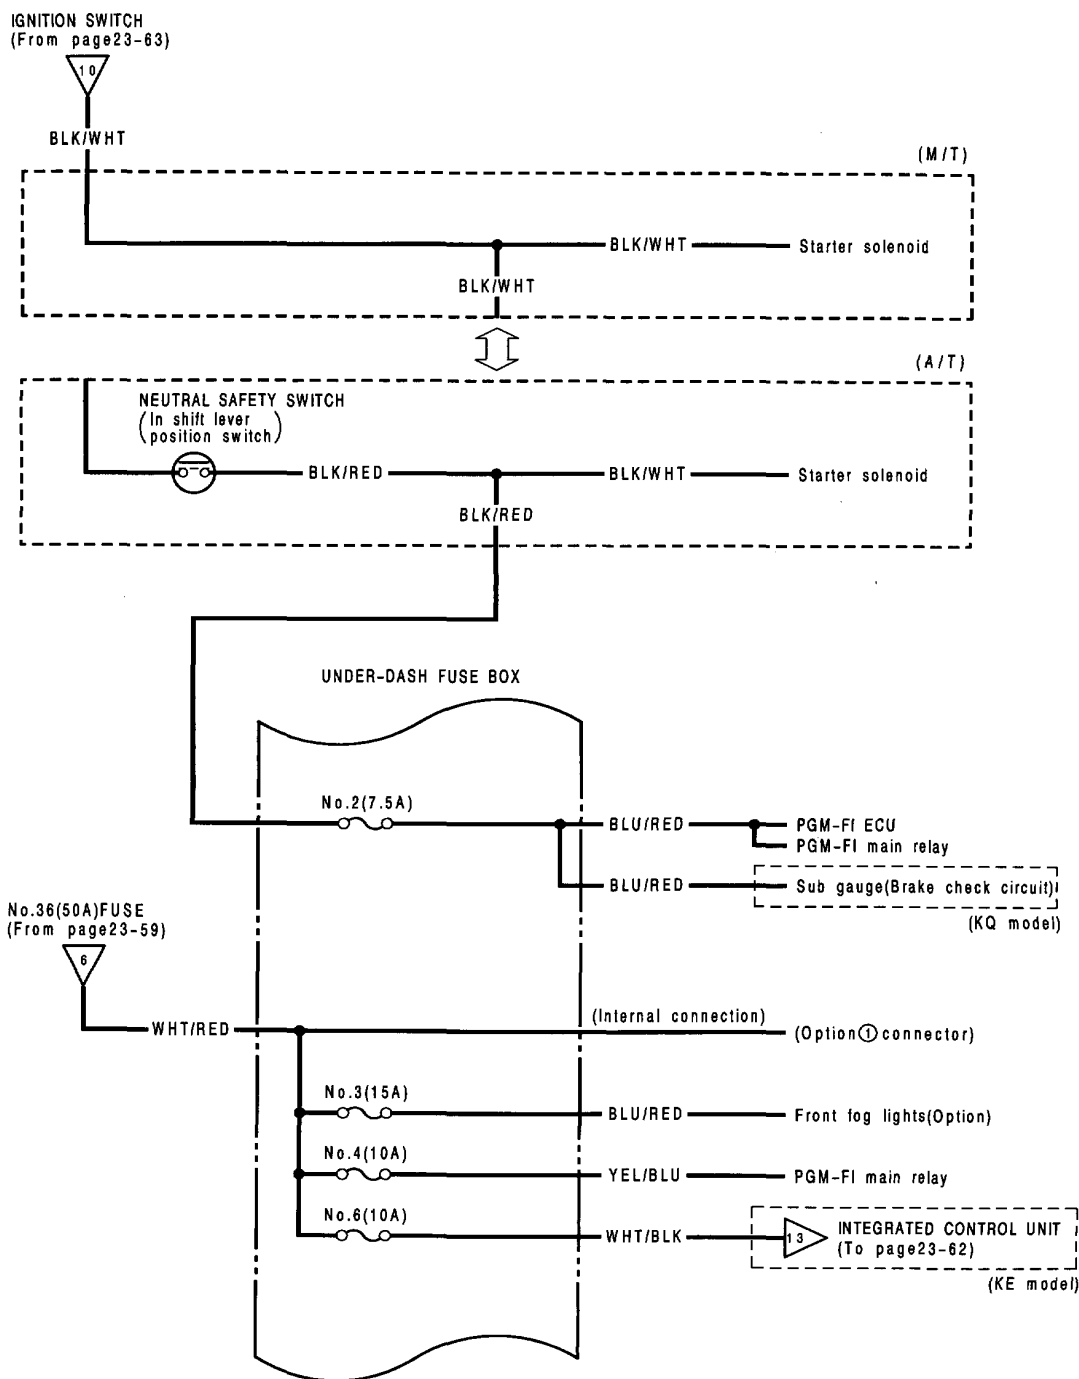 IGNITION SWITCH
(From page23-63)
10
BLK/WHT
(M/T)
BLK/WHT
Starter solenoid
BLK/WHT
(A/T)
NEUTRAL SAFETY SWITCH
(In shift lever
position switch)
BLK/RED
BLK/WHT
Starter solenoid
BLK/RED
UNDER-DASH FUSE BOX
No.2(7.5A)
BLU/RED
PGM-FI ECU
PGM-FI main relay
BLU/RED
Sub gauge(Brake check circuit)
(KQ model)
No.36(50A)FUSE
(From page23-59)
6
WHT/RED
(Internal connection)
(Option①connector)
No.3(15A)
BLU/RED
Front fog lights(Option)
No.4(10A)
YEL/BLU
PGM-FI main relay
No.6(10A)
WHT/BLK
13
INTEGRATED CONTROL UNIT
(To page23-62)
(KE model)